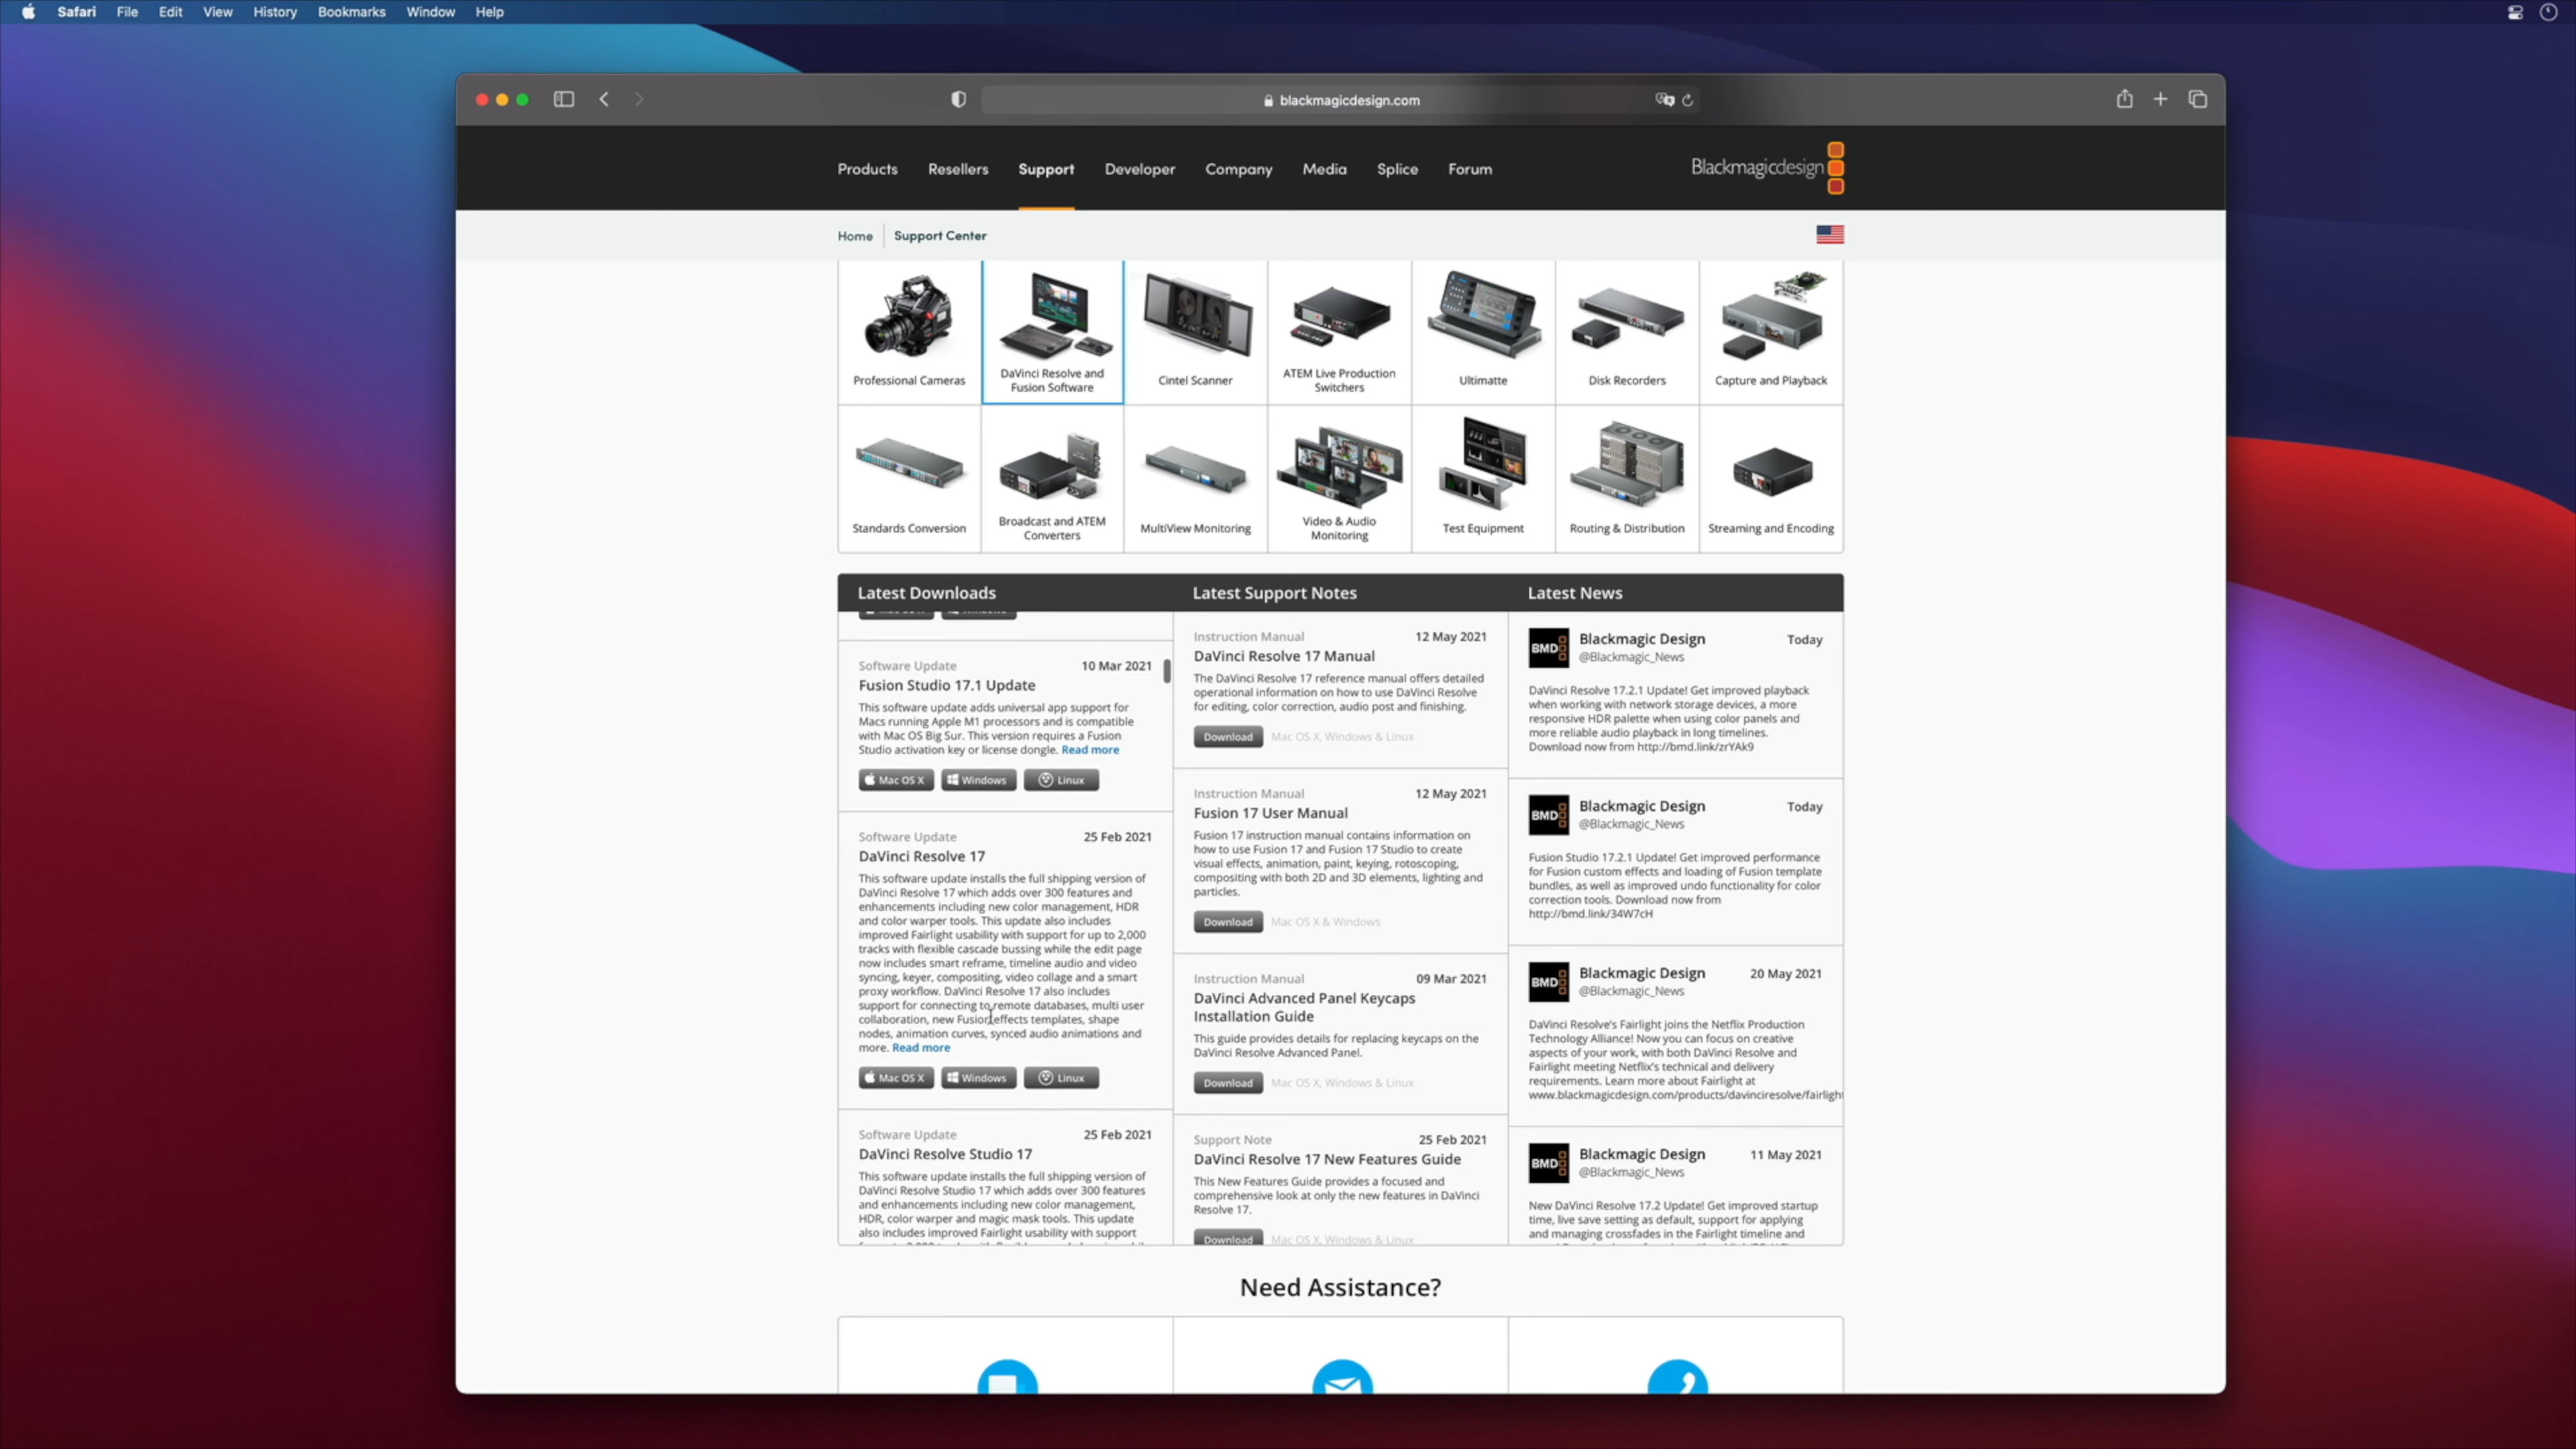 Safari File Edit View History Bookmarks Window Help
blackmagicdesign.com
Products Resellers Support Developer Company Media Splice Forum
Blackmagicdesign
Home Support Center
Professional Cameras
DaVinci Resolve and
Fusion Software
Cintel Scanner
ATEM Live Production
Switchers
Ultimatte
Disk Recorders
Capture and Playback
Standards Conversion
Broadcast and ATEM
Converters
MultiView Monitoring
Video & Audio
Monitoring
Test Equipment
Routing & Distribution
Streaming and Encoding
Latest Downloads
Software Update 10 Mar 2021
Fusion Studio 17.1 Update
This software update adds universal app support for
Macs running Apple M1 processors and is compatible
with Mac OS Big Sur. This version requires a Fusion
Studio activation key or license dongle. Read more
Mac OS X Windows Linux
Software Update 25 Feb 2021
DaVinci Resolve 17
This software update installs the full shipping version of
DaVinci Resolve 17 which adds over 300 features and
enhancements including new color management, HDR
and color warper tools. This update also includes
improved Fairlight usability with support for up to 2,000
tracks with flexible cascade bussing while the edit page
now includes smart reframe, timeline audio and video
syncing, keyer, compositing, video collage and a smart
proxy workflow. DaVinci Resolve 17 also includes
support for connecting to remote databases, multi user
collaboration, new Fusion effects templates, shape
nodes, animation curves, synced audio animations and
more. Read more
Mac OS X Windows Linux
Software Update 25 Feb 2021
DaVinci Resolve Studio 17
This software update installs the full shipping version of
DaVinci Resolve Studio 17 which adds over 300 features
and enhancements including new color management,
HDR, color warper and magic mask tools. This update
also includes improved Fairlight usability with support
Latest Support Notes
Instruction Manual 12 May 2021
DaVinci Resolve 17 Manual
The DaVinci Resolve 17 reference manual offers detailed
operational information on how to use DaVinci Resolve
for editing, color correction, audio post and finishing.
Download Mac OS X, Windows & Linux
Instruction Manual 12 May 2021
Fusion 17 User Manual
Fusion 17 instruction manual contains information on
how to use Fusion 17 and Fusion 17 Studio to create
visual effects, animation, paint, keying, rotoscoping,
compositing with both 2D and 3D elements, lighting and
particles.
Download Mac OS X & Windows
Instruction Manual 09 Mar 2021
DaVinci Advanced Panel Keycaps
Installation Guide
This guide provides details for replacing keycaps on the
DaVinci Resolve Advanced Panel.
Download Mac OS X, Windows & Linux
Support Note 25 Feb 2021
DaVinci Resolve 17 New Features Guide
This New Features Guide provides a focused and
comprehensive look at only the new features in DaVinci
Resolve 17.
Download Mac OS X, Windows & Linux
Latest News
BMD Blackmagic Design Today
@Blackmagic_News
DaVinci Resolve 17.2.1 Update! Get improved playback
when working with network storage devices, a more
responsive HDR palette when using color panels and
more reliable audio playback in long timelines.
Download now from http://bmd.link/zrYAk9
BMD Blackmagic Design Today
@Blackmagic_News
Fusion Studio 17.2.1 Update! Get improved performance
for Fusion custom effects and loading of Fusion template
bundles, as well as improved undo functionality for color
correction tools. Download now from
http://bmd.link/34W7cH
BMD Blackmagic Design 20 May 2021
@Blackmagic_News
DaVinci Resolve's Fairlight joins the Netflix Production
Technology Alliance! Now you can focus on creative
aspects of your work, with both DaVinci Resolve and
Fairlight meeting Netflix's technical and delivery
requirements. Learn more about Fairlight at
www.blackmagicdesign.com/products/davinciresolve/fairlight
BMD Blackmagic Design 11 May 2021
@Blackmagic_News
New DaVinci Resolve 17.2 Update! Get improved startup
time, live save setting as default, support for applying
and managing crossfades in the Fairlight timeline and
Need Assistance?